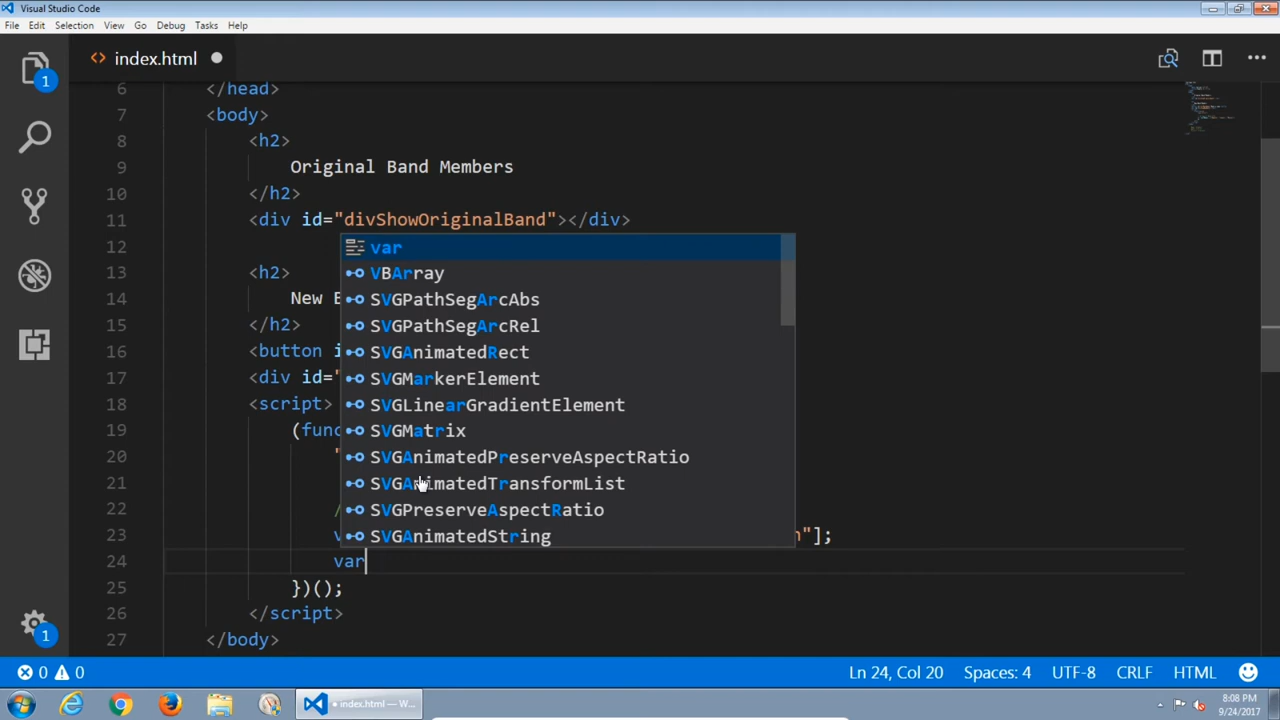 Visual Studio Code
File Edit Selection View Go Debug Tasks Help
1
<> index.html
6 </head>
7 <body>
8 <h2>
9 Original Band Members
10 </h2>
11 <div id="divShowOriginalBand"></div>
12 var
13 <h2> VBArray
SVGPathSegArcAbs
14 New B
SVGPathSegArcRel
15 </h2>
16 <button i SVGAnimatedRect
17 <div id=" SVGMarkerElement
18 <script> SVGLinearGradientElement
19 (func SVGMatrix
20 " SVGAnimatedPreserveAspectRatio
21 SVGAnimatedTransformList
22 / SVGPreserveAspectRatio
23 v SVGAnimatedString n"];
24 var
25 })();
26 </script>
1
27 </body>
0 0 Ln 24, Col 20 Spaces: 4 UTF-8 CRLF HTML
• index.html — W...
8:08 PM
9/24/2017